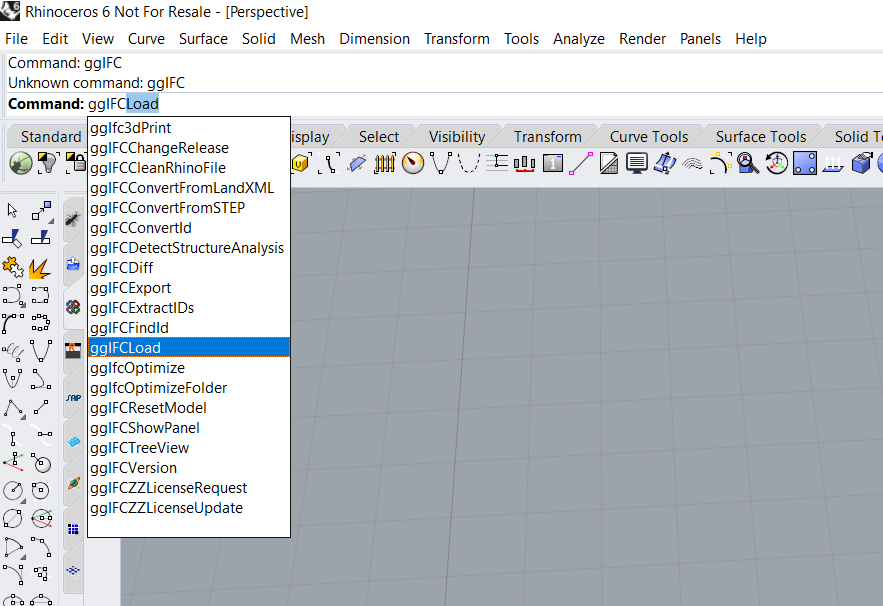 Rhinoceros 6 Not For Resale - [Perspective]
File Edit View Curve Surface Solid Mesh Dimension Transform Tools Analyze Render Panels Help
Command: ggIFC
Unknown command: ggIFC
Command: ggIFCLoad
Standard isplay Select Visibility Transform Curve Tools Surface Tools Solid T
ggIfc3dPrint
ggIFCChangeRelease
ggIFCCleanRhinoFile
ggIFCConvertFromLandXML
ggIFCConvertFromSTEP
ggIFCConvertId
ggIFCDetectStructureAnalysis
ggIFCDiff
ggIFCExport
ggIFCExtractIDs
ggIFCFindId
ggIFCLoad
ggIfcOptimize
ggIfcOptimizeFolder
ggIFCResetModel
ggIFCShowPanel
ggIFCTreeView
ggIFCVersion
ggIFCZZLicenseRequest
ggIFCZZLicenseUpdate